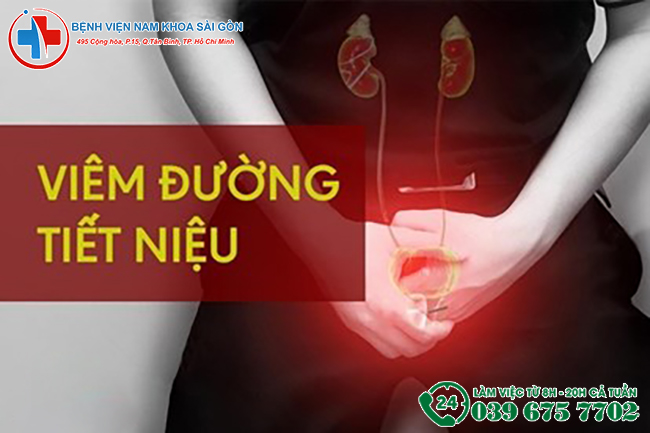 BỆNH VIỆN NAM KHOA SÀI GÒN
495 Cộng hòa, P.15, Q.Tân Bình, TP. Hồ Chí Minh
VIÊM ĐƯỜNG
TIẾT NIỆU
24
LÀM VIỆC TỪ 8H - 20H CẢ TUẦN
039 675 7702